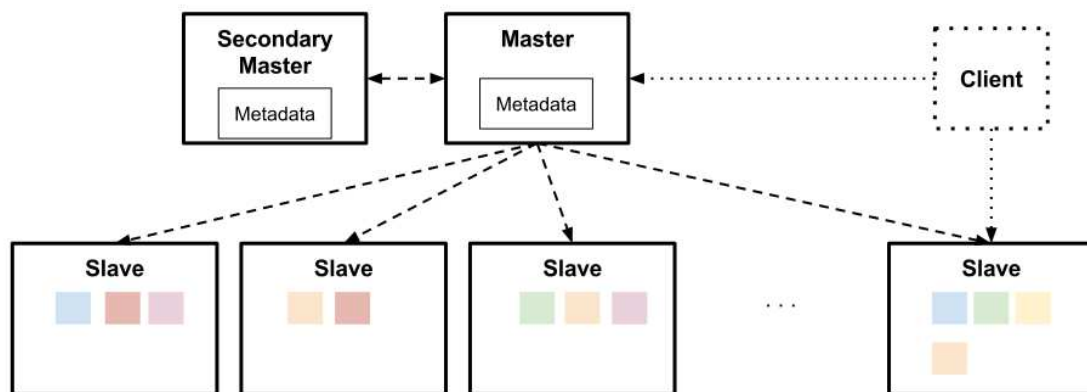 Secondary
Master
Metadata
Master
Metadata
Client
Slave
Slave
Slave
. . .
Slave